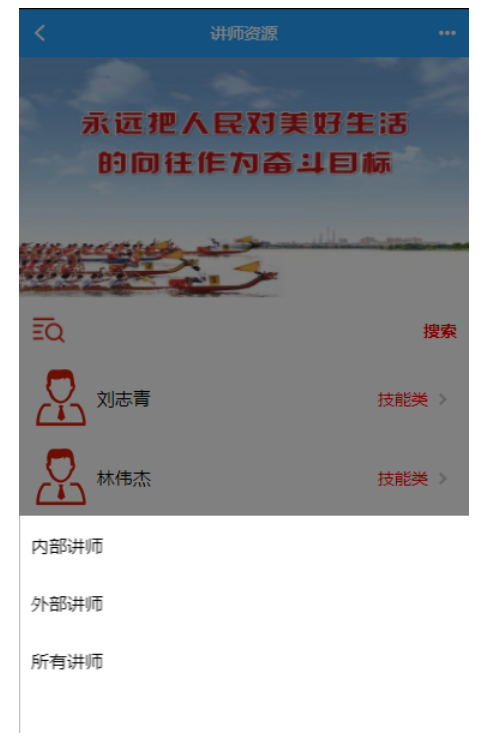 讲师资源
永远把人民对美好生活
的向往作为奋斗目标
搜索
刘志青 技能类
林伟杰 技能类
内部讲师
外部讲师
所有讲师